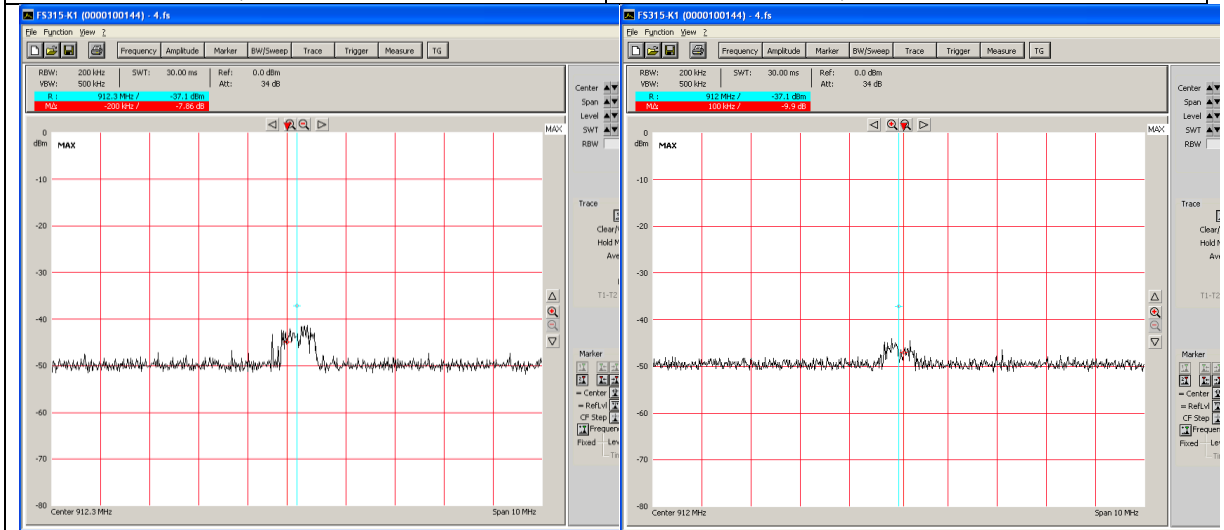 FS315-K1 (0000100144) - 4.fs
File Function View ?
Frequency Amplitude Marker BW/Sweep Trace Trigger Measure TG
RBW: 200 kHz SWT: 30.00 ms Ref: 0.0 dBm
VBW: 500 kHz Att: 34 dB
R : 912.3 MHz / -37.1 dBm
MΔ: -200 kHz / -7.86 dB
Center
Span
Level
SWT
RBW
MAX
0
dBm MAX
-10
-20
-30
-40
-50
-60
-70
-80
Center 912.3 MHz Span 10 MHz
Trace
Clear/
Hold M
Ave
T1-T2
Marker
= Center
= RefLvl
CF Step
Frequen
Fixed Lev
FS315-K1 (0000100144) - 4.fs
File Function View ?
Frequency Amplitude Marker BW/Sweep Trace Trigger Measure TG
RBW: 200 kHz SWT: 30.00 ms Ref: 0.0 dBm
VBW: 500 kHz Att: 34 dB
R : 912 MHz / -37.1 dBm
MΔ: 100 kHz / -9.9 dB
Center
Span
Level
SWT
RBW
MAX
0
dBm MAX
-10
-20
-30
-40
-50
-60
-70
-80
Center 912 MHz Span 10 MHz
Trace
Clear/
Hold M
Ave
T1-T2
Marker
= Center
= RefLvl
CF Step
Frequen
Fixed Le